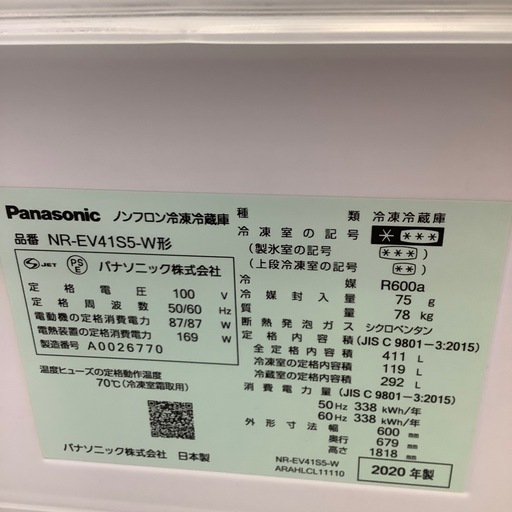 Panasonic ノンフロン冷凍冷蔵庫
品番 NR-EV41S5-W形
JET PSE パナソニック株式会社
定格電圧 100 V
定格周波数 50/60 Hz
電動機の定格消費電力 87/87 W
電熱装置の定格消費電力 169 W
製造番号 A0026770
温度ヒューズの定格動作温度
70℃(冷凍室霜取用)
パナソニック株式会社 日本製
種類 冷凍冷蔵庫
冷凍室の記号 * ***
(製氷室の記号) ***
(上段冷凍室の記号) **
冷媒 R600a
冷媒封入量 75 g
質量 78 kg
断熱発泡ガス シクロペンタン
定格内容積 (JIS C 9801-3:2015)
全定格内容積 411 L
冷凍室の定格内容積 119 L
冷蔵室の定格内容積 292 L
消費電力量 (JIS C 9801-3:2015)
50Hz 338 kWh/年
60Hz 338 kWh/年
外形寸法 幅 600 mm
奥行 679 mm
高さ 1818 mm
NR-EV41S5-W
ARAHLCL11110
2020 年製